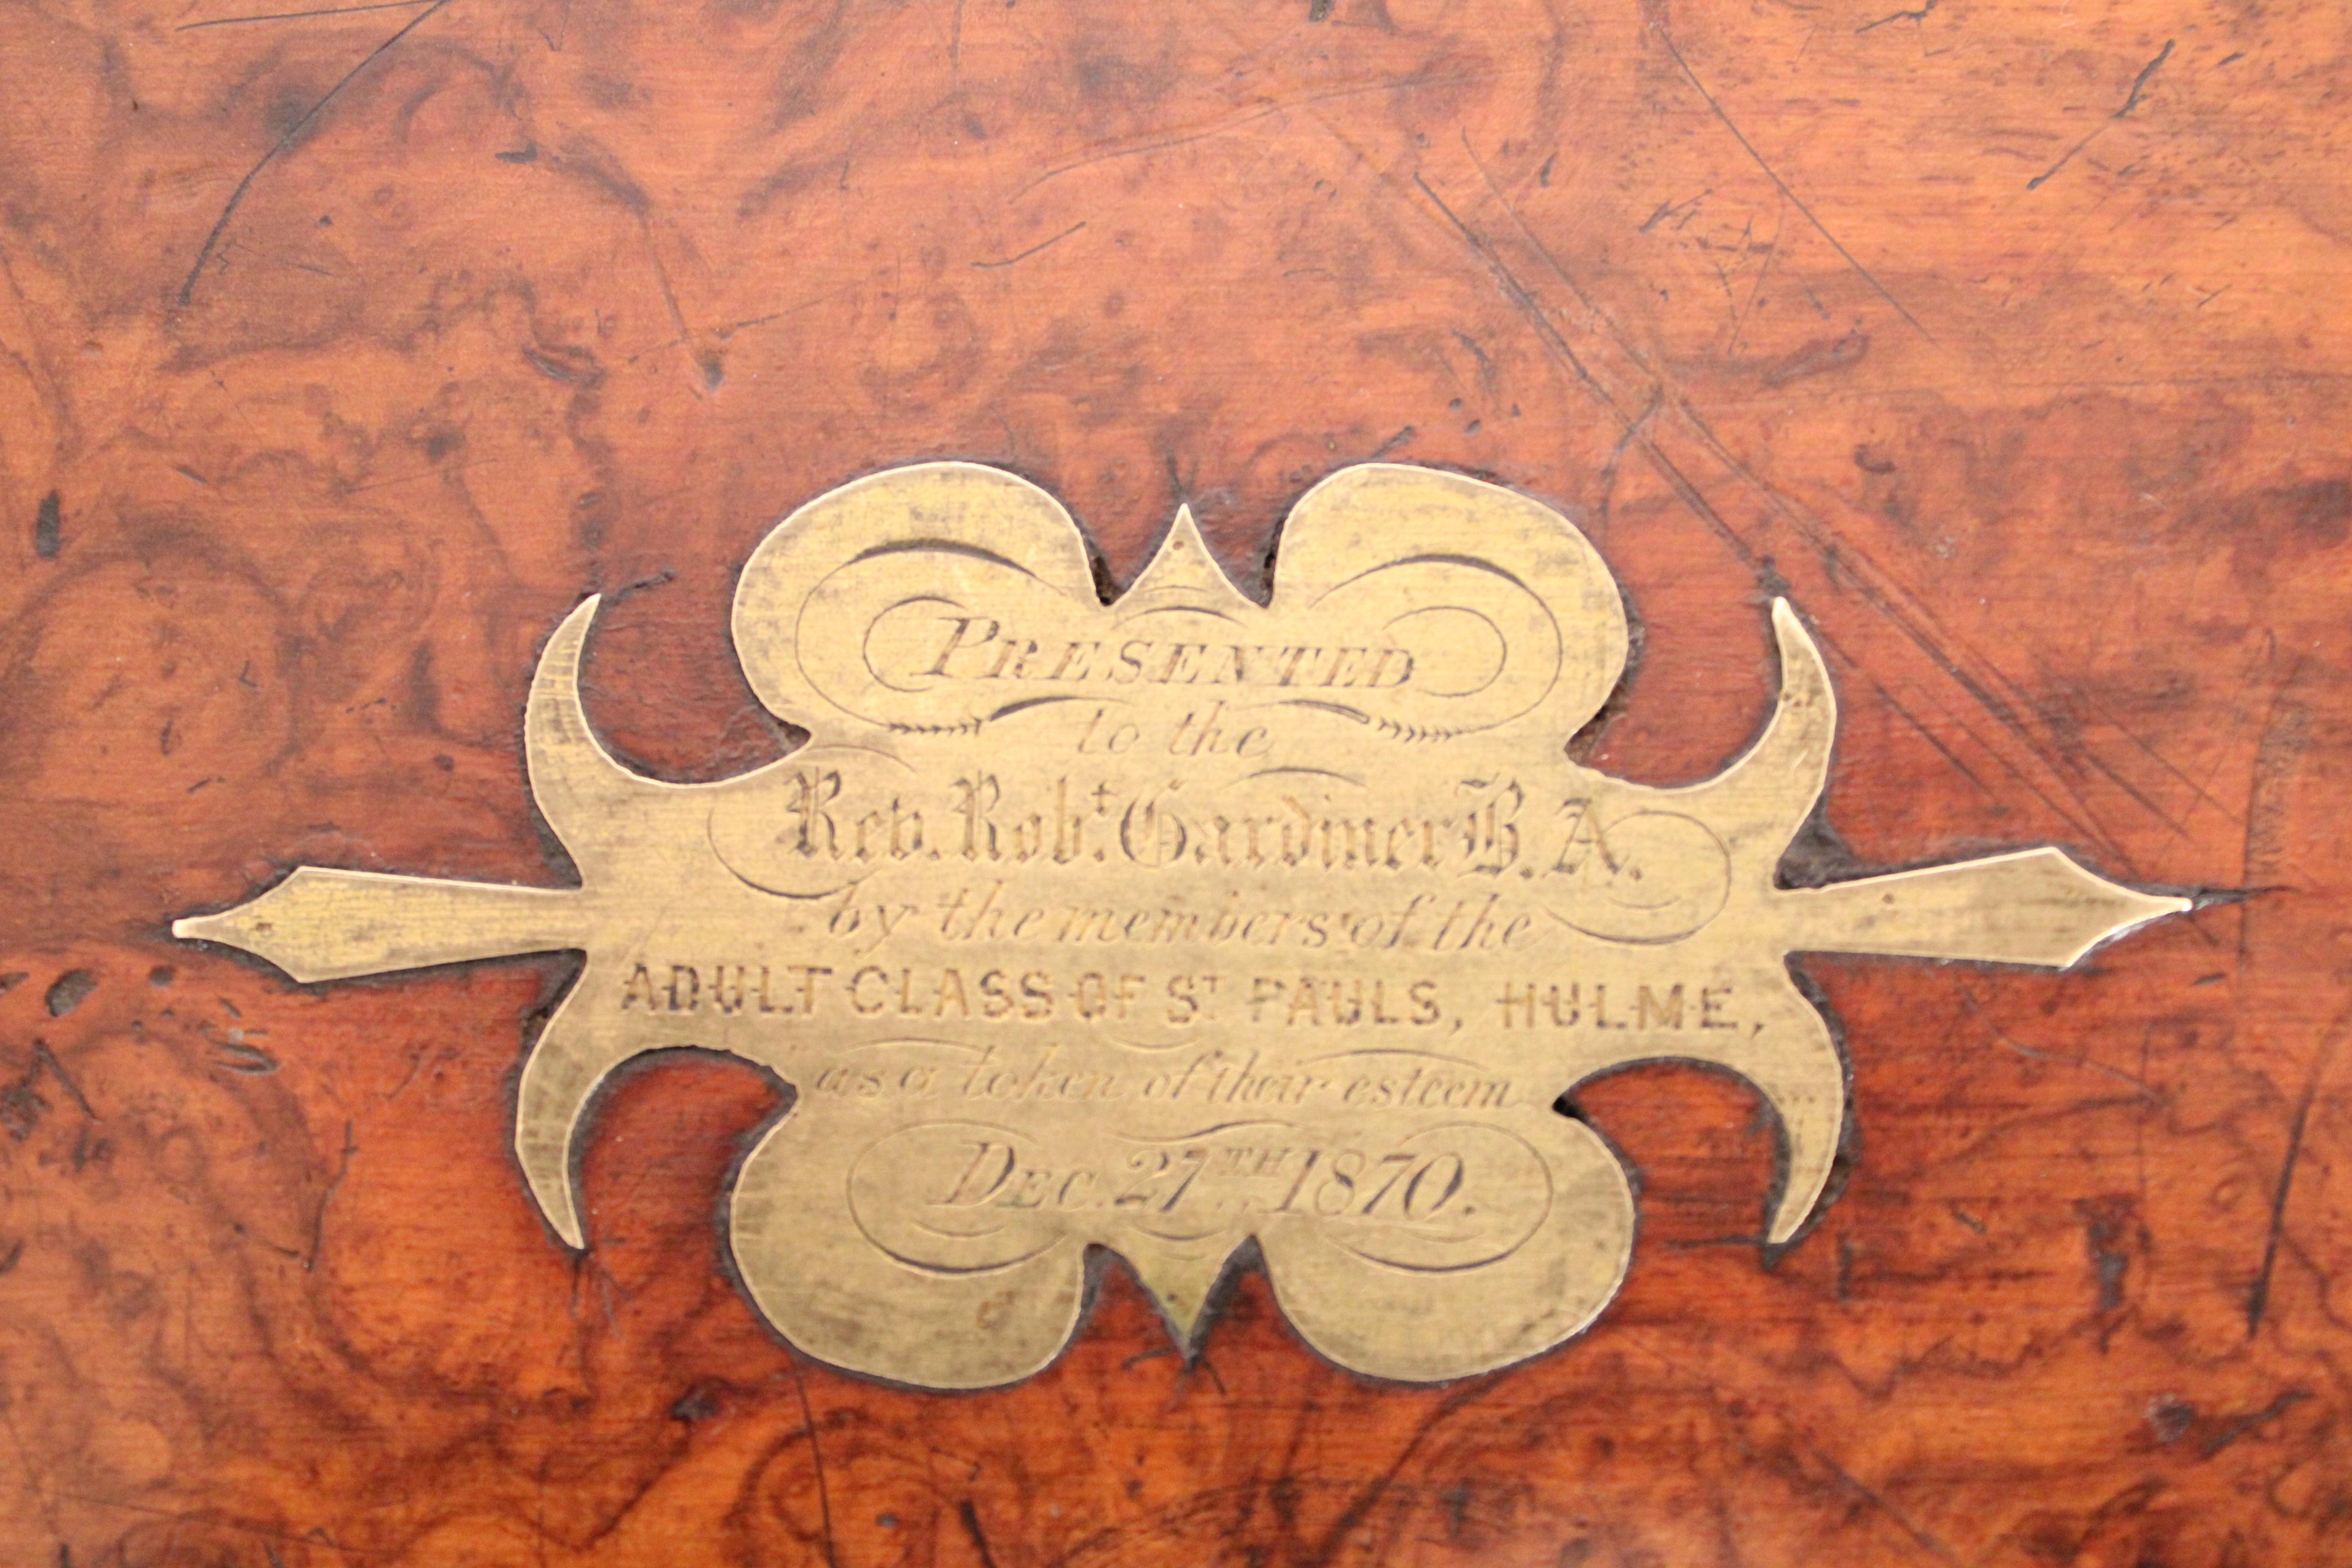 PRESENTED
to the
Rev. Robt. Gardiner B.A.
by the members of the
ADULT CLASS OF ST PAULS, HULME,
as a token of their esteem
DEC. 27TH 1870.